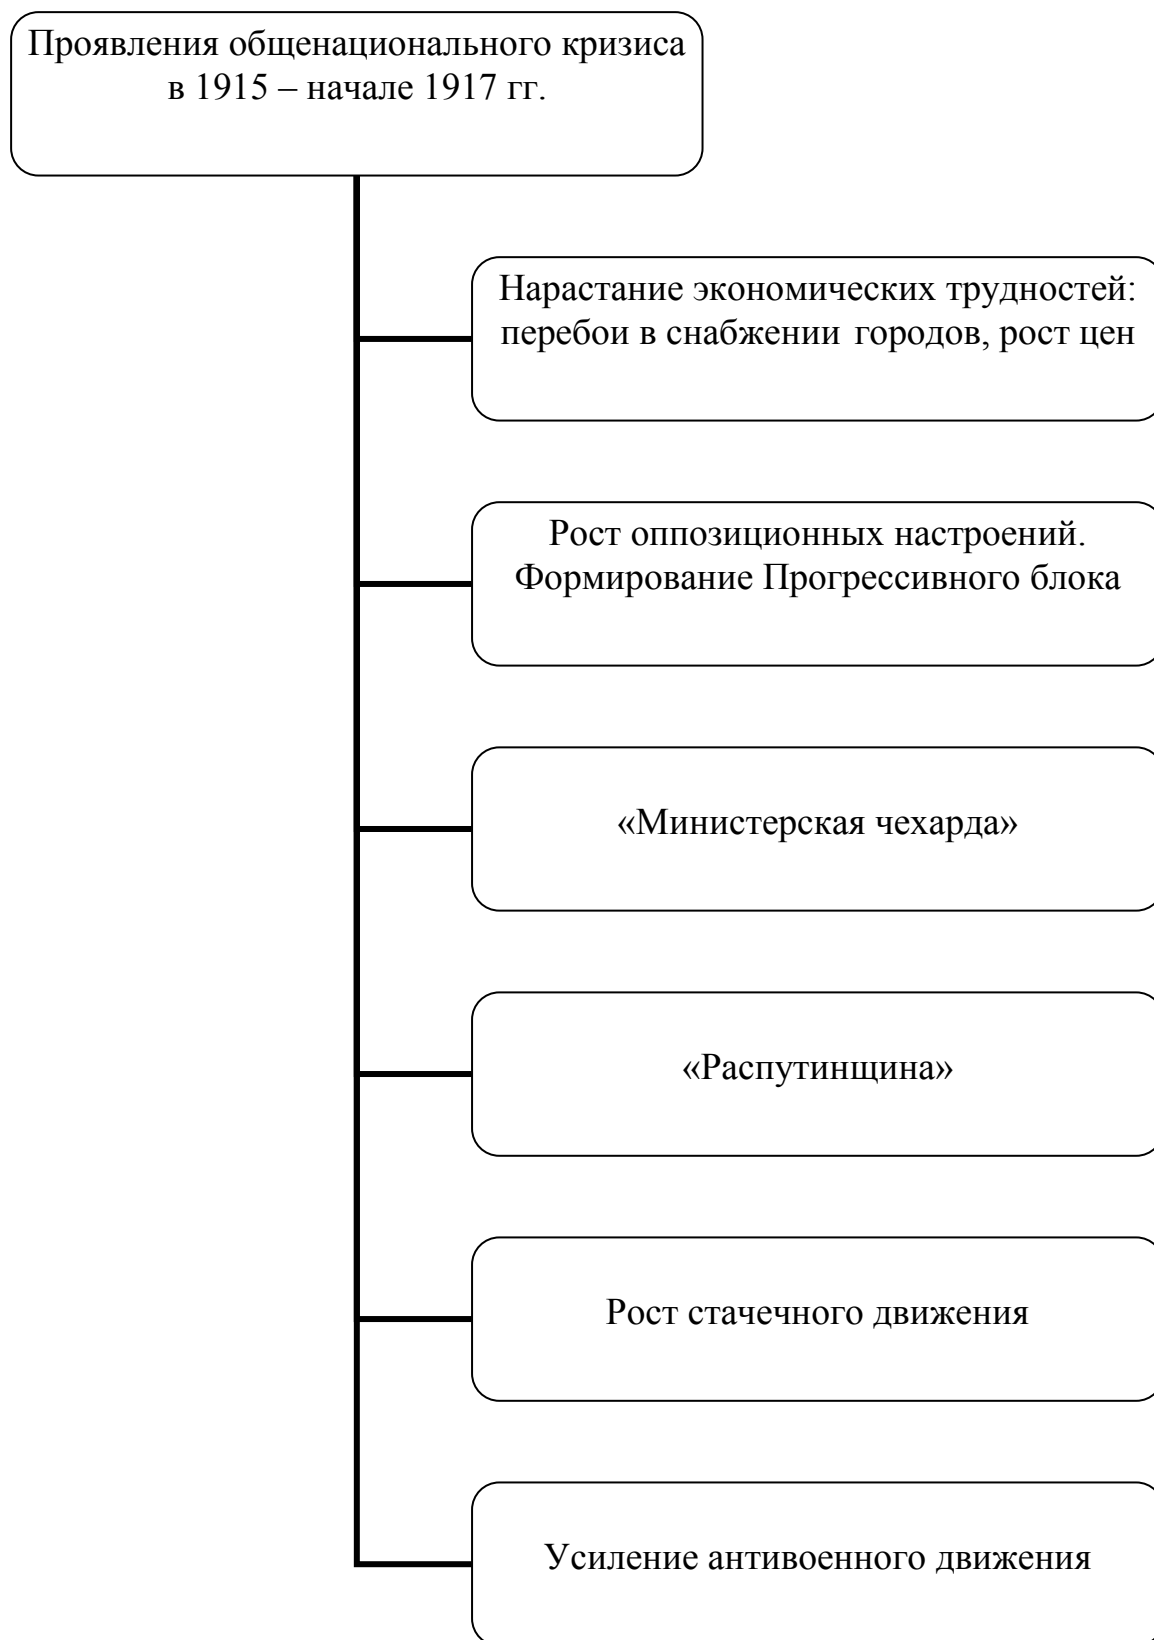 Проявления общенационального кризиса
в 1915 – начале 1917 гг.
Нарастание экономических трудностей:
перебои в снабжении городов, рост цен
Рост оппозиционных настроений.
Формирование Прогрессивного блока
«Министерская чехарда»
«Распутинщина»
Рост стачечного движения
Усиление антивоенного движения